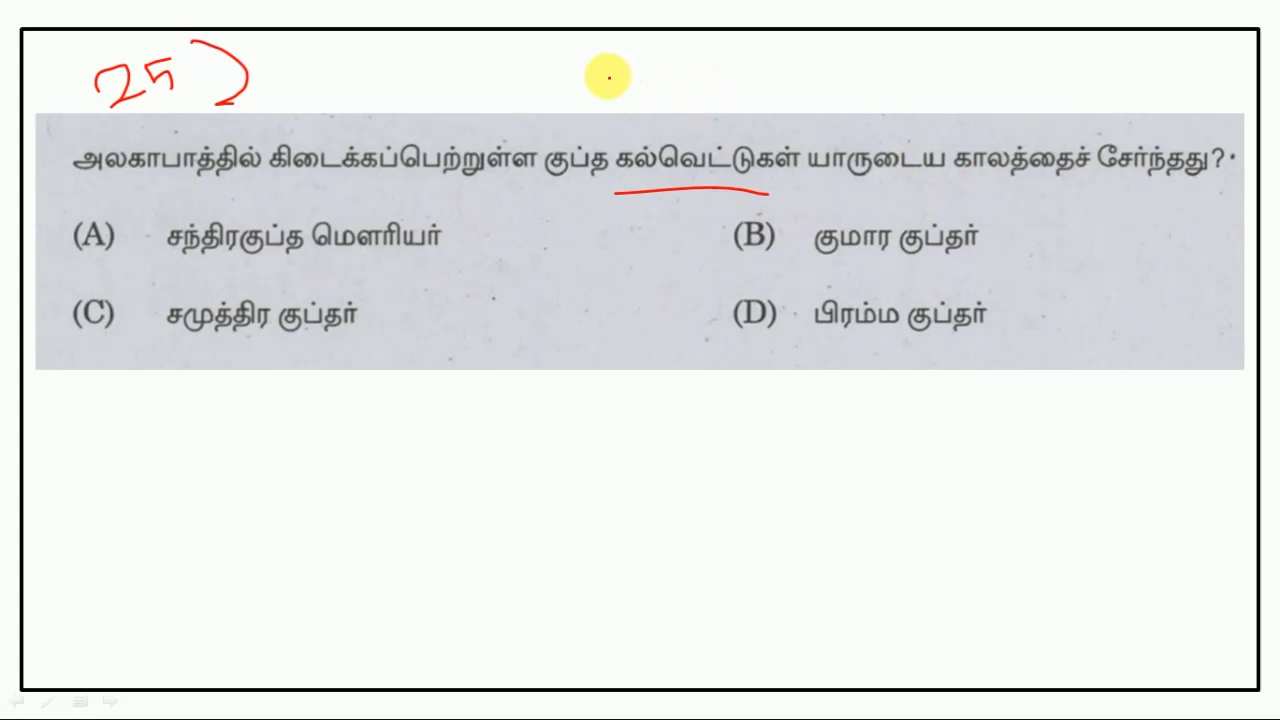 25)
அலகாபாத்தில் கிடைக்கப்பெற்றுள்ள குப்த கல்வெட்டுகள் யாருடைய காலத்தைச் சேர்ந்தது?
(A) சந்திரகுப்த மௌரியர் (B) குமார குப்தர்
(C) சமுத்திர குப்தர் (D) பிரம்ம குப்தர்